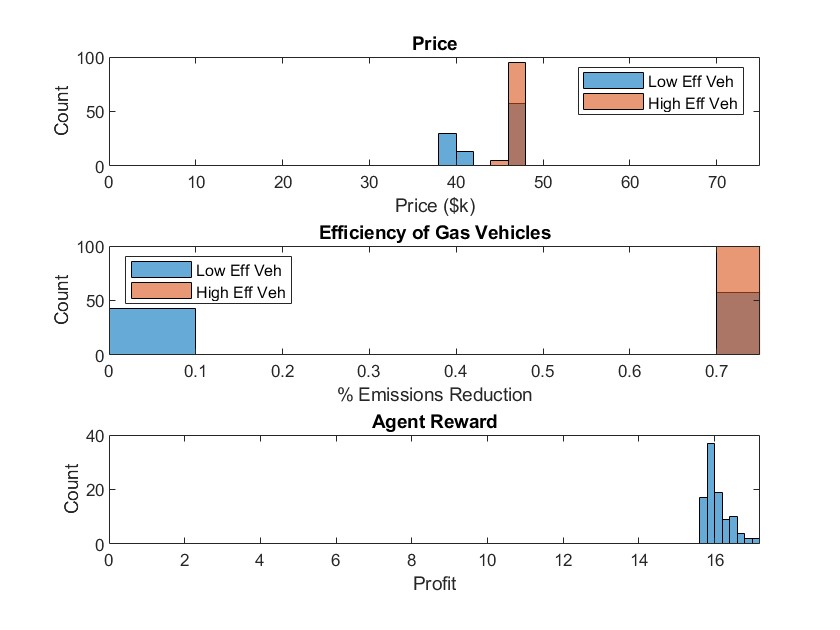 Price
100
50
0
Count
Low Eff Veh
High Eff Veh
0 10 20 30 40 50 60 70
Price ($k)
Efficiency of Gas Vehicles
100
50
0
Count
Low Eff Veh
High Eff Veh
0 0.1 0.2 0.3 0.4 0.5 0.6 0.7
% Emissions Reduction
Agent Reward
40
20
0
Count
0 2 4 6 8 10 12 14 16
Profit